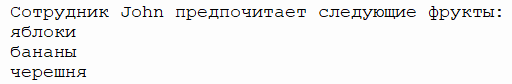 Сотрудник John предпочитает следующие фрукты:
яблоки
бананы
черешня